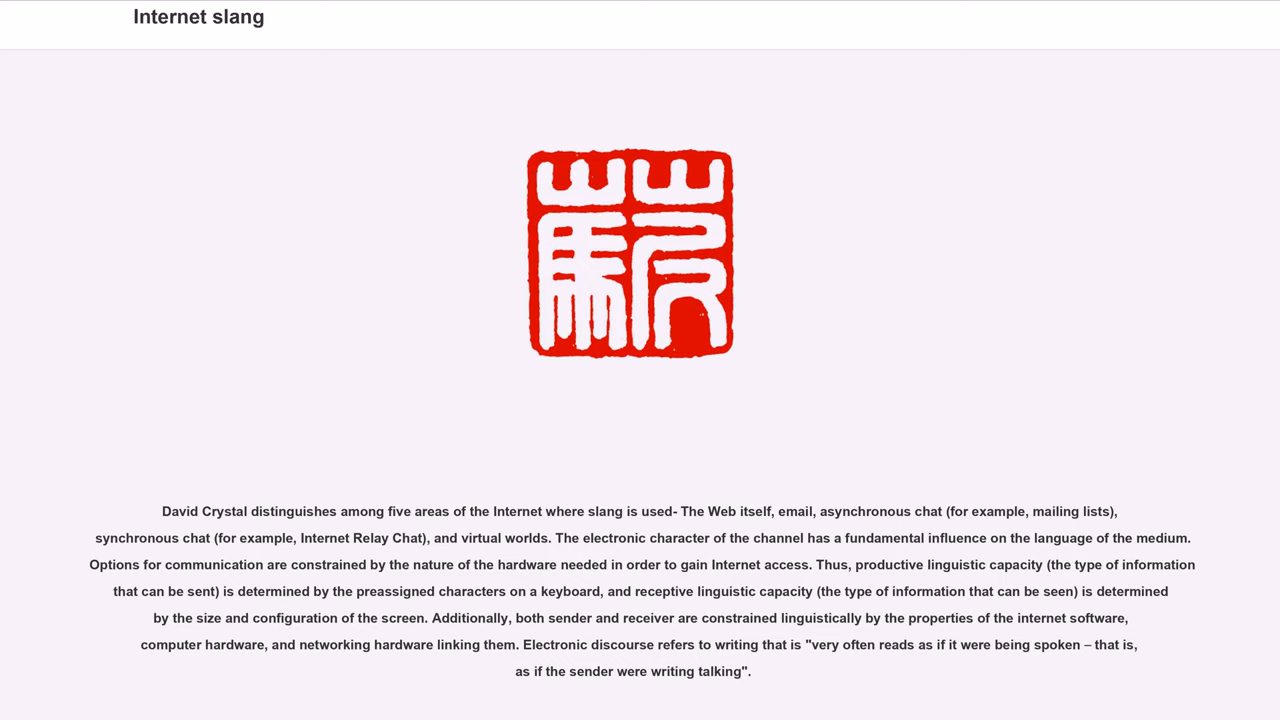 Internet slang
David Crystal distinguishes among five areas of the Internet where slang is used- The Web itself, email, asynchronous chat (for example, mailing lists),
synchronous chat (for example, Internet Relay Chat), and virtual worlds. The electronic character of the channel has a fundamental influence on the language of the medium.
Options for communication are constrained by the nature of the hardware needed in order to gain Internet access. Thus, productive linguistic capacity (the type of information
that can be sent) is determined by the preassigned characters on a keyboard, and receptive linguistic capacity (the type of information that can be seen) is determined
by the size and configuration of the screen. Additionally, both sender and receiver are constrained linguistically by the properties of the internet software,
computer hardware, and networking hardware linking them. Electronic discourse refers to writing that is "very often reads as if it were being spoken – that is,
as if the sender were writing talking".